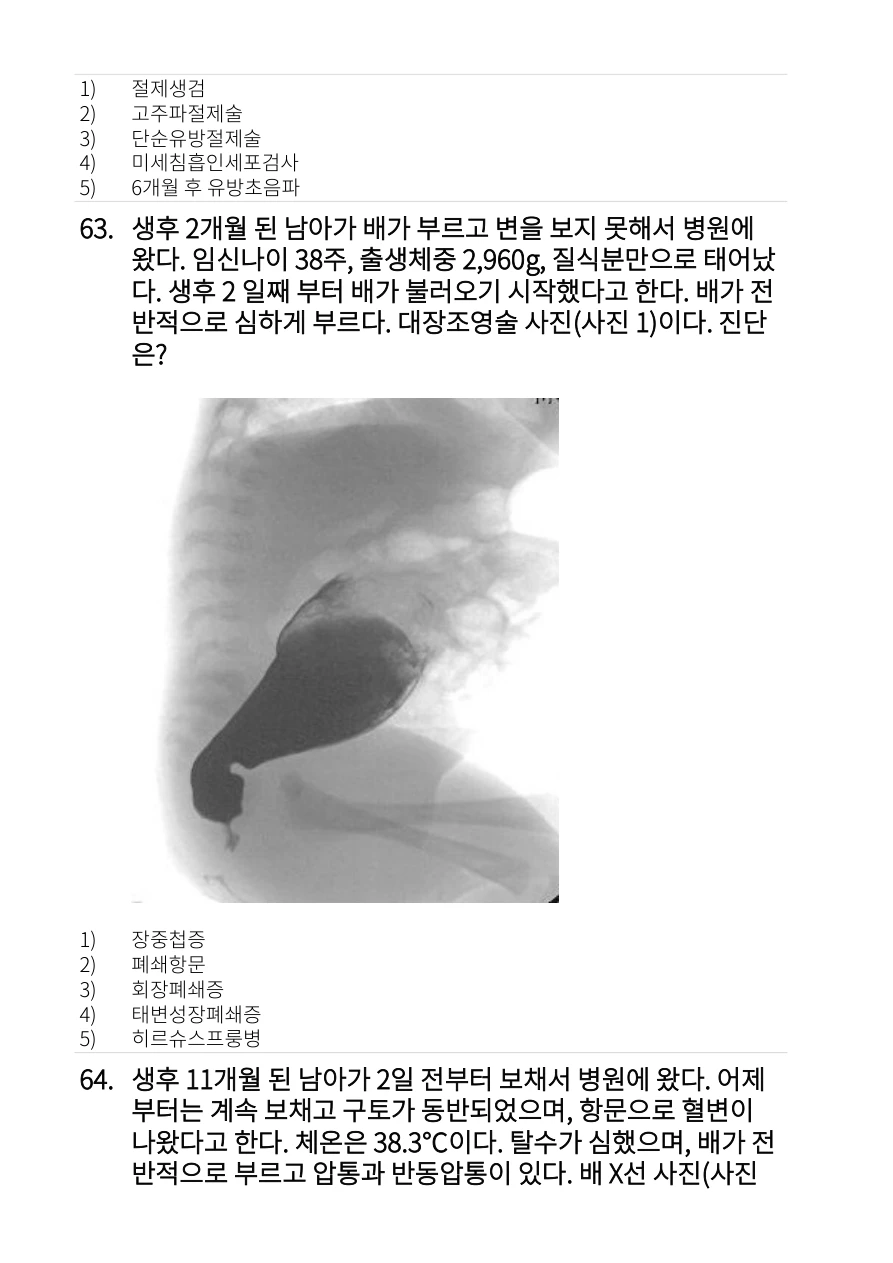 1) 절제생검
2) 고주파절제술
3) 단순유방절제술
4) 미세침흡인세포검사
5) 6개월 후 유방초음파
63. 생후 2개월 된 남아가 배가 부르고 변을 보지 못해서 병원에
왔다. 임신나이 38주, 출생체중 2,960g, 질식분만으로 태어났
다. 생후 2 일째 부터 배가 불러오기 시작했다고 한다. 배가 전
반적으로 심하게 부르다. 대장조영술 사진(사진 1)이다. 진단
은?
1) 장중첩증
2) 폐쇄항문
3) 회장폐쇄증
4) 태변성장폐쇄증
5) 히르슈스프룽병
64. 생후 11개월 된 남아가 2일 전부터 보채서 병원에 왔다. 어제
부터는 계속 보채고 구토가 동반되었으며, 항문으로 혈변이
나왔다고 한다. 체온은 38.3℃이다. 탈수가 심했으며, 배가 전
반적으로 부르고 압통과 반동압통이 있다. 배 X선 사진(사진